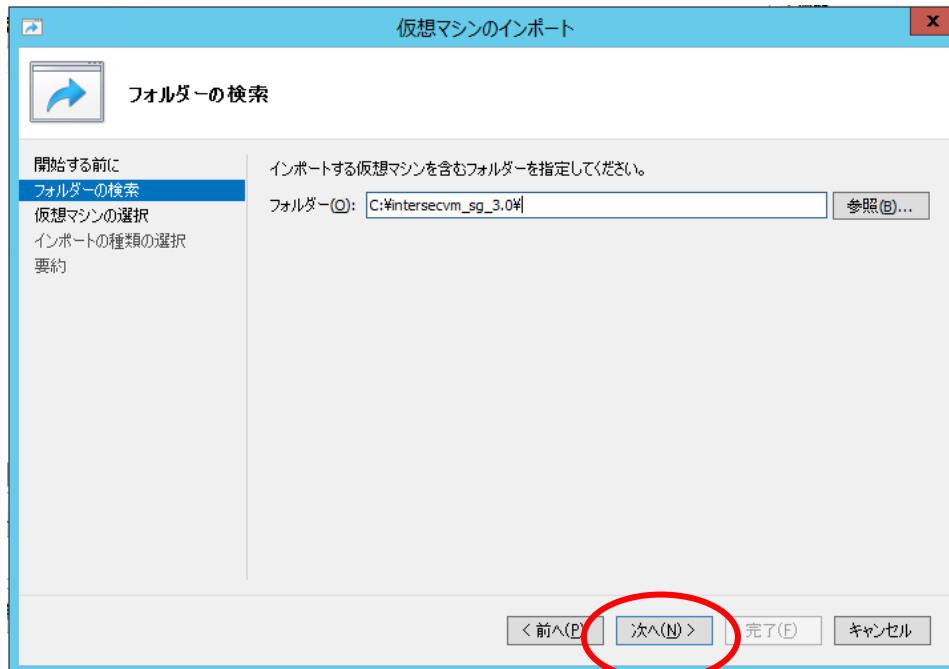 仮想マシンのインポート
x
フォルダーの検索
開始する前に
フォルダーの検索
仮想マシンの選択
インポートの種類の選択
要約
インポートする仮想マシンを含むフォルダーを指定してください。
フォルダー(O): C:¥intersecvm_sg_3.0¥ 参照(B)...
< 前へ(P) 次へ(N) > 完了(F) キャンセル